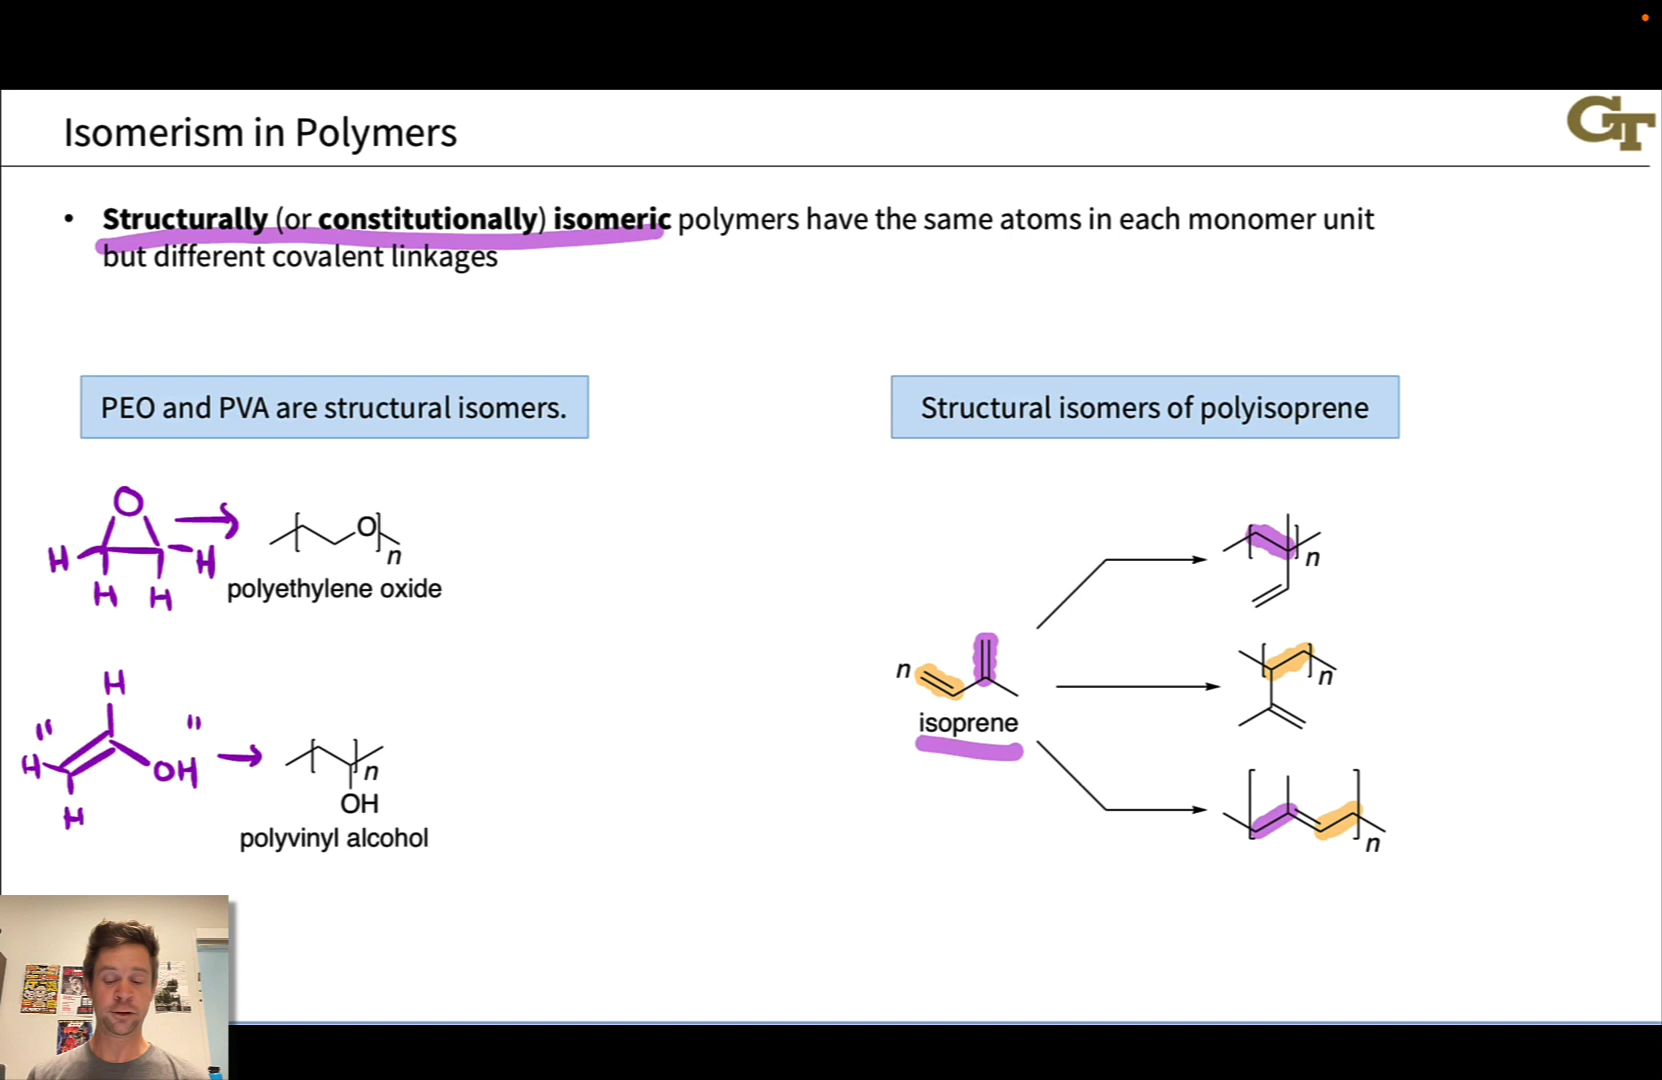 Isomerism in Polymers
GT
• Structurally (or constitutionally) isomeric polymers have the same atoms in each monomer unit
but different covalent linkages
PEO and PVA are structural isomers.
O
H
H
H
H
O
n
polyethylene oxide
H
"
"
H
OH
H
n
OH
polyvinyl alcohol
Structural isomers of polyisoprene
n
isoprene
n
n
n